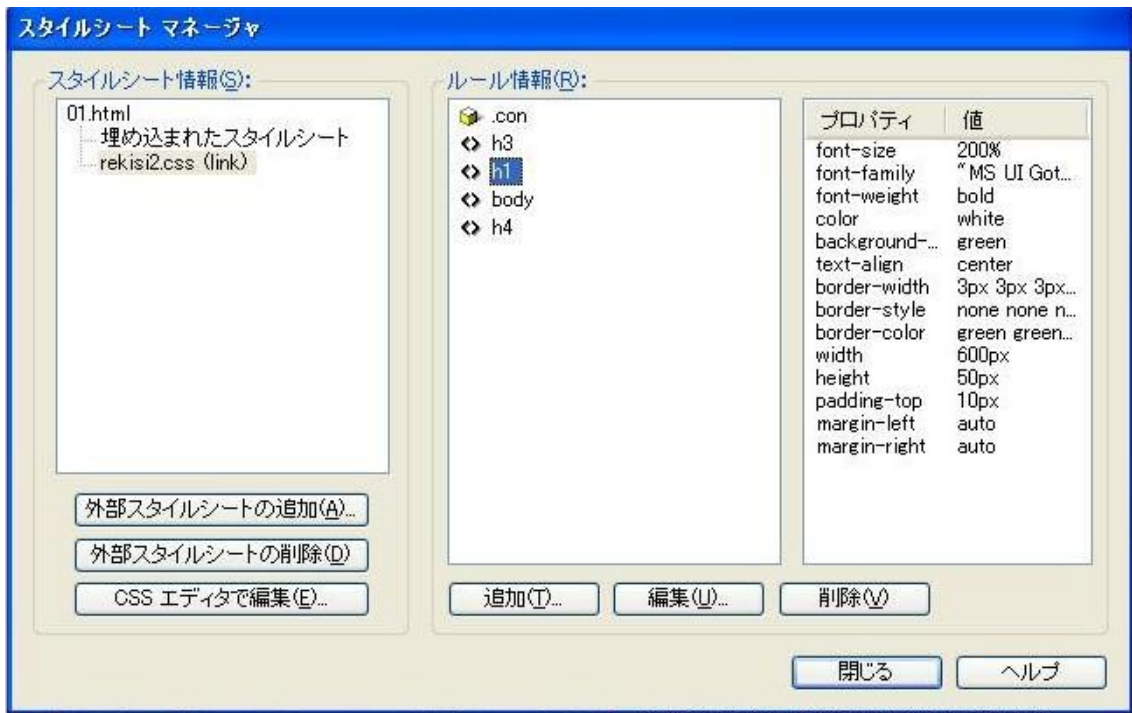 スタイルシート マネージャ
スタイルシート情報(S):
01.html
埋め込まれたスタイルシート
rekisi2.css (link)
外部スタイルシートの追加(A)...
外部スタイルシートの削除(D)
CSS エディタで編集(E)...
ルール情報(R):
.con
h3
h1
body
h4
プロパティ 値
font-size 200%
font-family "MS UI Got...
font-weight bold
color white
background-... green
text-align center
border-width 3px 3px 3px...
border-style none none n...
border-color green green...
width 600px
height 50px
padding-top 10px
margin-left auto
margin-right auto
追加(T)... 編集(U)... 削除(V)
閉じる ヘルプ